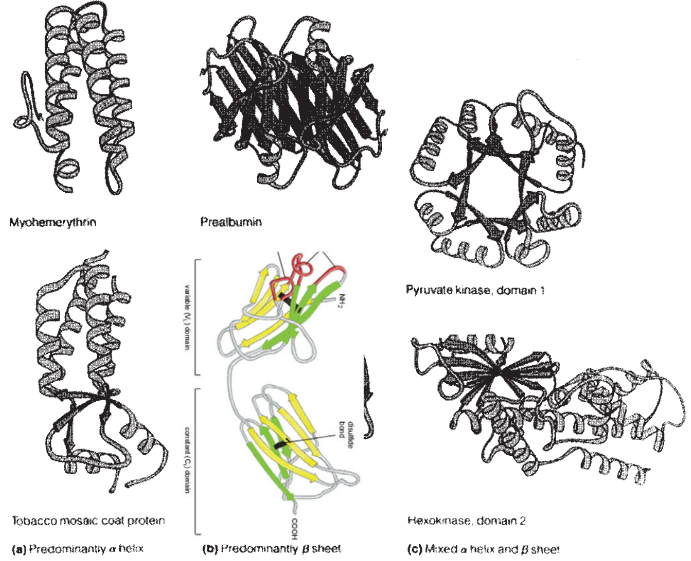 Myohemerythrin
Prealbumin
Pyruvate kinase, domain 1
variable (VL) domain
NH2
constant (CL) domain
disulfide
bond
COOH
Tobacco mosaic coat protein
Hexokinase, domain 2
(a) Predominantly α helix
(b) Predominantly β sheet
(c) Mixed α helix and β sheet